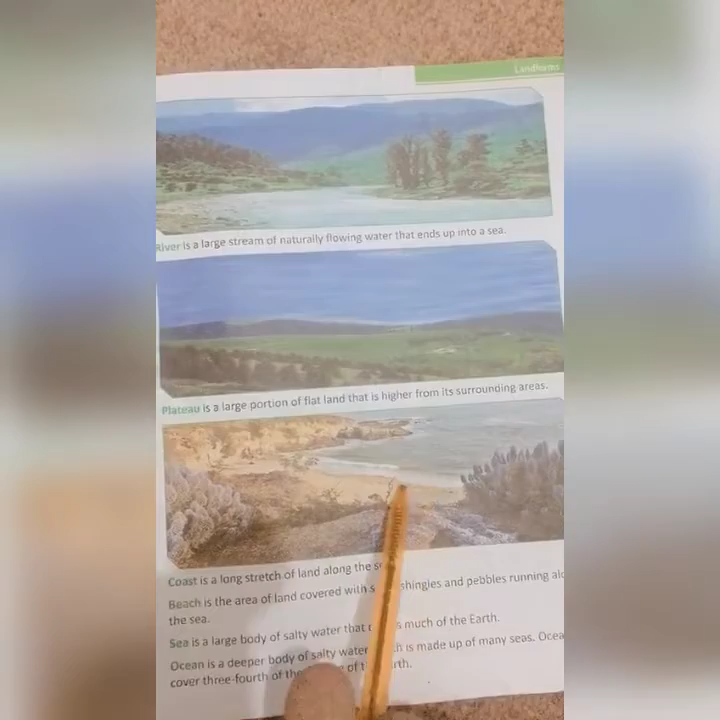 Landforms
River is a large stream of naturally flowing water that ends up into a sea.
Plateau is a large portion of flat land that is higher from its surrounding areas.
Coast is a long stretch of land along the
Beach is the area of land covered with shingles and pebbles running
the sea.
Sea is a large body of salty water that much of the Earth.
Ocean is a deeper body of salty water is made up of many seas.
cover three-fourth of the of